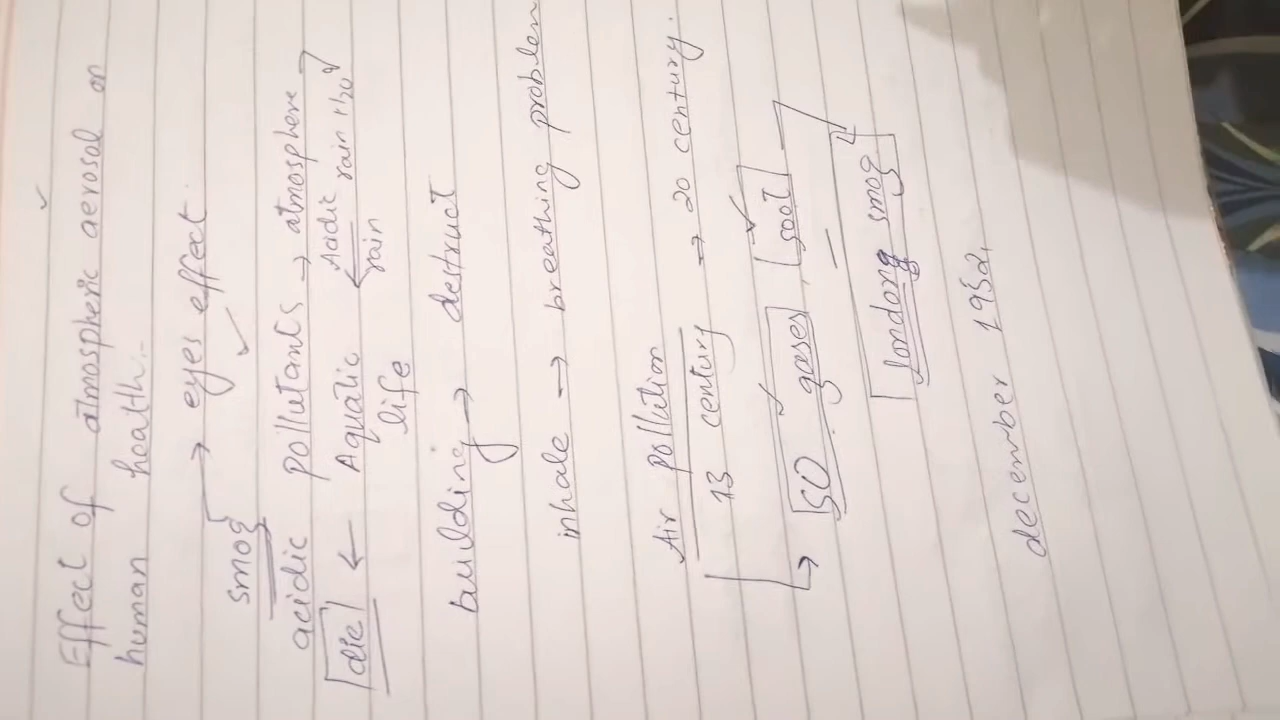 Effect of atmospheric aerosol on
human health.-
→ eyes effect.
smog
acidic pollutants → atmosphere
Acidic rain H20
die ← Aquatic life ← rain
building → destruct
inhale → breathing problem
Air pollution
13 century → 20 century.
→ SO gases, soot
london smog
december 1952,